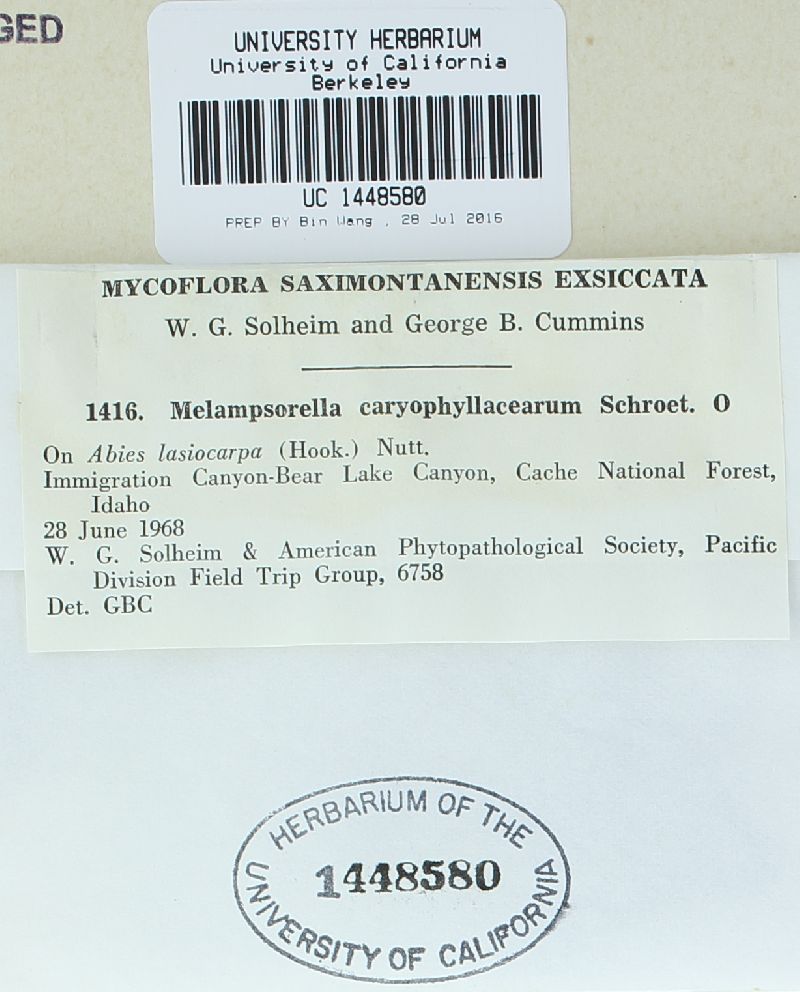 UNIVERSITY HERBARIUM
University of California
Berkeley
UC 1448580
PREP BY Bin Wang , 28 Jul 2016
MYCOFLORA SAXIMONTANENSIS EXSICCATA
W. G. Solheim and George B. Cummins
1416. Melampsorella caryophyllacearum Schroet. O
On Abies lasiocarpa (Hook.) Nutt.
Immigration Canyon-Bear Lake Canyon, Cache National Forest,
Idaho
28 June 1968
W. G. Solheim & American Phytopathological Society, Pacific
Division Field Trip Group, 6758
Det. GBC
HERBARIUM OF THE
1448580
UNIVERSITY OF CALIFORNIA